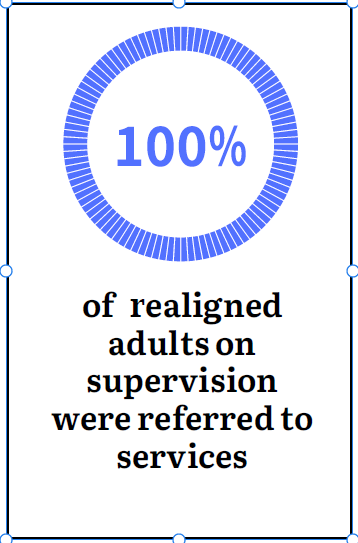 100%
of realigned
adults on
supervision
were referred to
services